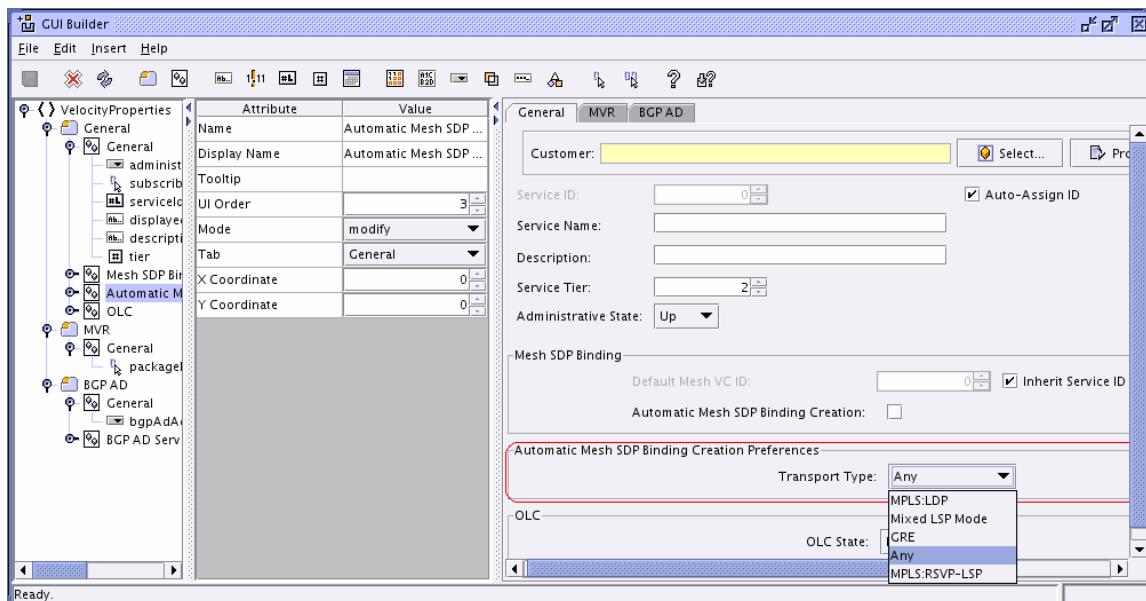 GUI Builder
File Edit Insert Help
VelocityProperties
General
General
administ
subscrib
serviceIo
displayed
descripti
tier
Mesh SDP Bin
Automatic M
OLC
MVR
General
packagel
BGP AD
General
bgpAdA
BGP AD Serv
Attribute Value
Name Automatic Mesh SDP ...
Display Name Automatic Mesh SDP ...
Tooltip
UI Order 3
Mode modify
Tab General
X Coordinate 0
Y Coordinate 0
General MVR BGP AD
Customer: Select... Pro
Service ID: 0 Auto-Assign ID
Service Name:
Description:
Service Tier: 2
Administrative State: Up
Mesh SDP Binding
Default Mesh VC ID: 0 Inherit Service ID
Automatic Mesh SDP Binding Creation:
Automatic Mesh SDP Binding Creation Preferences
Transport Type: Any
MPLS:LDP
Mixed LSP Mode
GRE
Any
MPLS:RSVP-LSP
OLC
OLC State:
Ready.